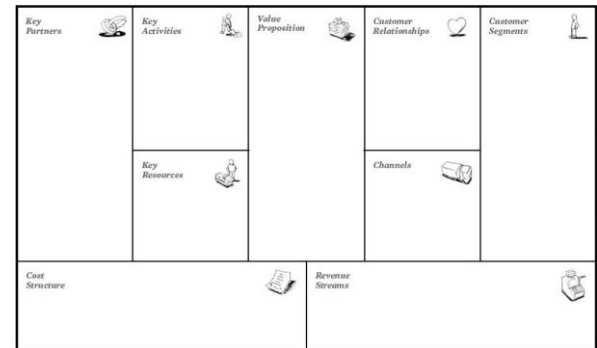 Key
Partners
Key
Activities
Value
Proposition
Customer
Relationships
Customer
Segments
Key
Resources
Channels
Cost
Structure
Revenue
Streams